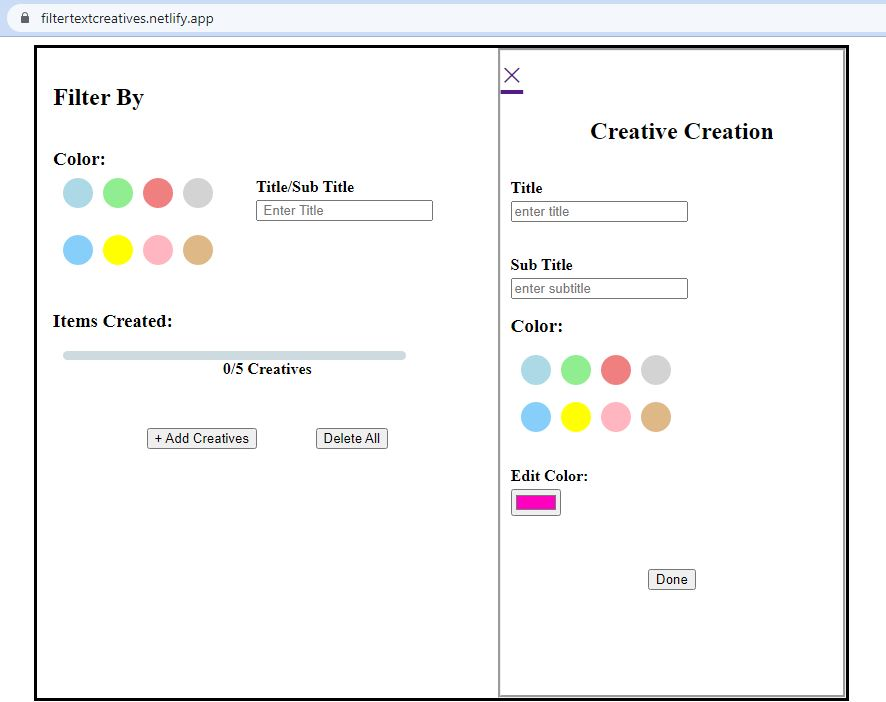 filtertextcreatives.netlify.app
Filter By
Color:
Title/Sub Title
Enter Title
Items Created:
0/5 Creatives
+ Add Creatives
Delete All
Creative Creation
Title
enter title
Sub Title
enter subtitle
Color:
Edit Color:
Done